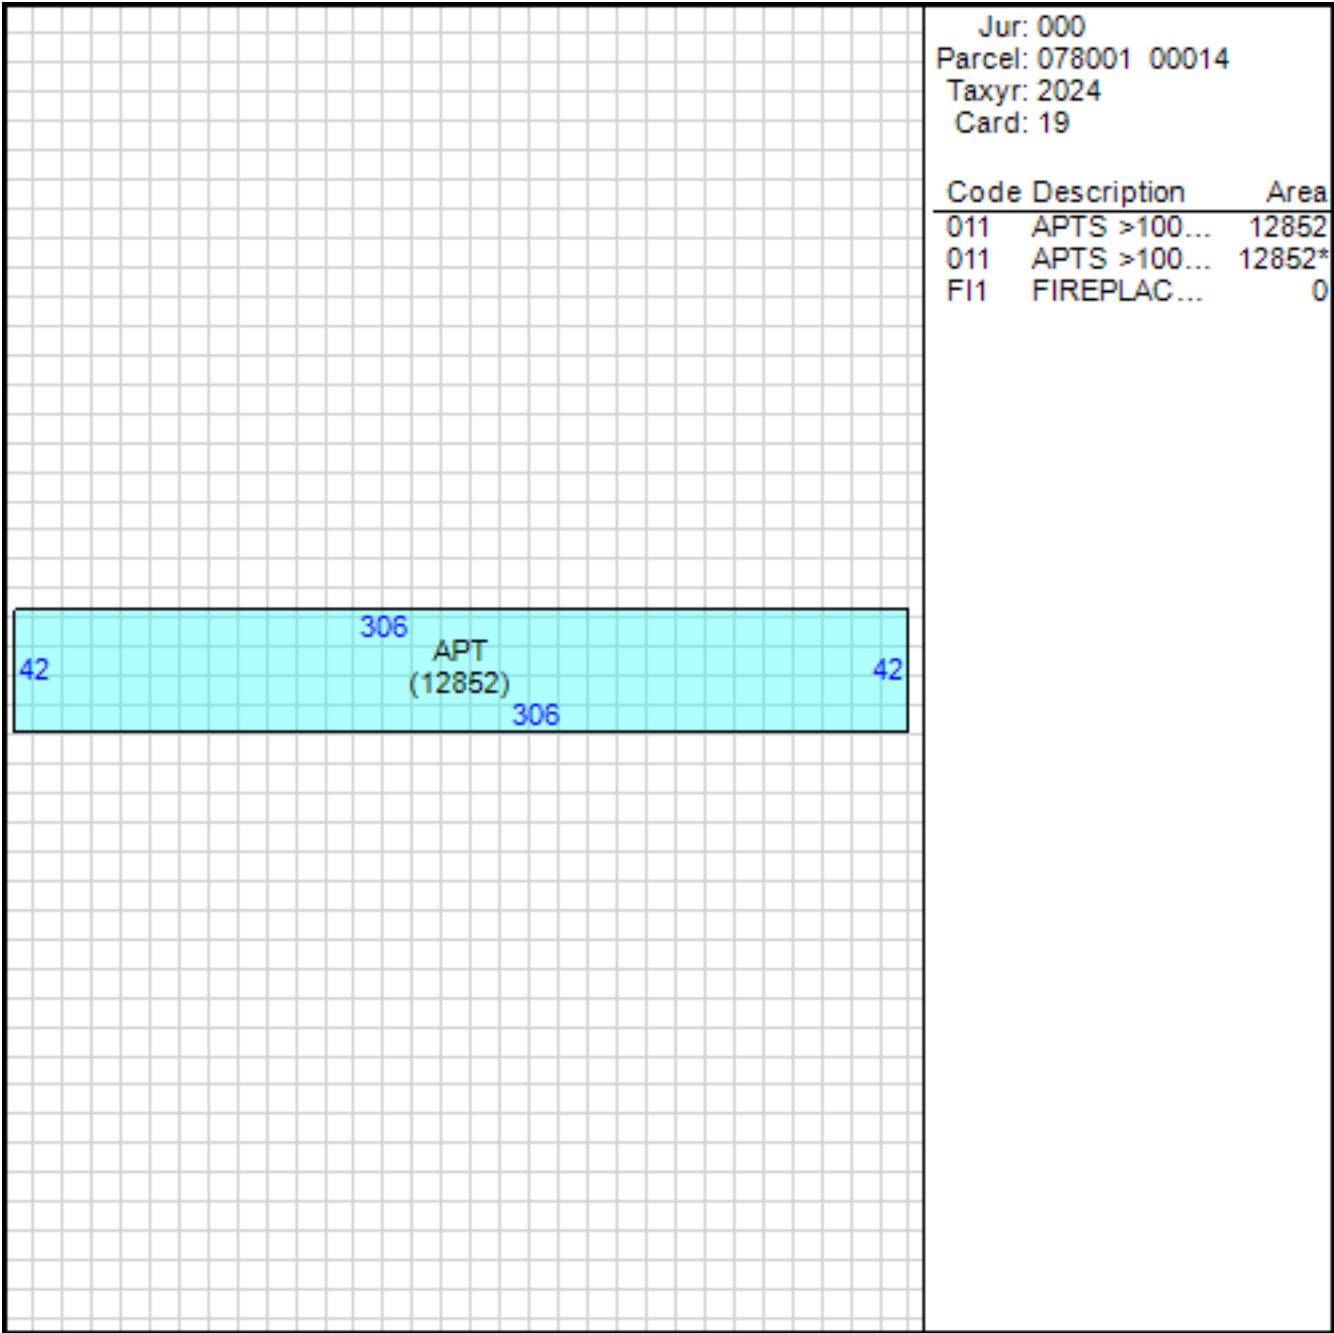 Jur: 000
Parcel: 078001 00014
Taxyr: 2024
Card: 19
Code Description Area
011 APTS >100... 12852
011 APTS >100... 12852*
FI1 FIREPLAC... 0
306
APT
42 42
(12852)
306